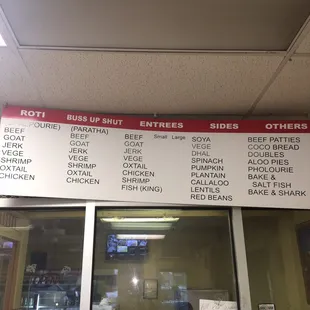 ROTI
BEEF
GOAT
JERK
VEGE
SHRIMP
OXTAIL
CHICKEN
BUSS UP SHUT
(PARATHA)
BEEF
GOAT
JERK
VEGE
SHRIMP
OXTAIL
CHICKEN
ENTREES
BEEF Small Large
GOAT
JERK
VEGE
OXTAIL
CHICKEN
SHRIMP
FISH (KING)
SIDES
SOYA
VEGE
DHAL
SPINACH
PUMPKIN
PLANTAIN
CALLALOO
LENTILS
RED BEANS
OTHERS
BEEF PATTIES
COCO BREAD
DOUBLES
ALOO PIES
PHOLOURIE
BAKE &
SALT FISH
BAKE & SHARK